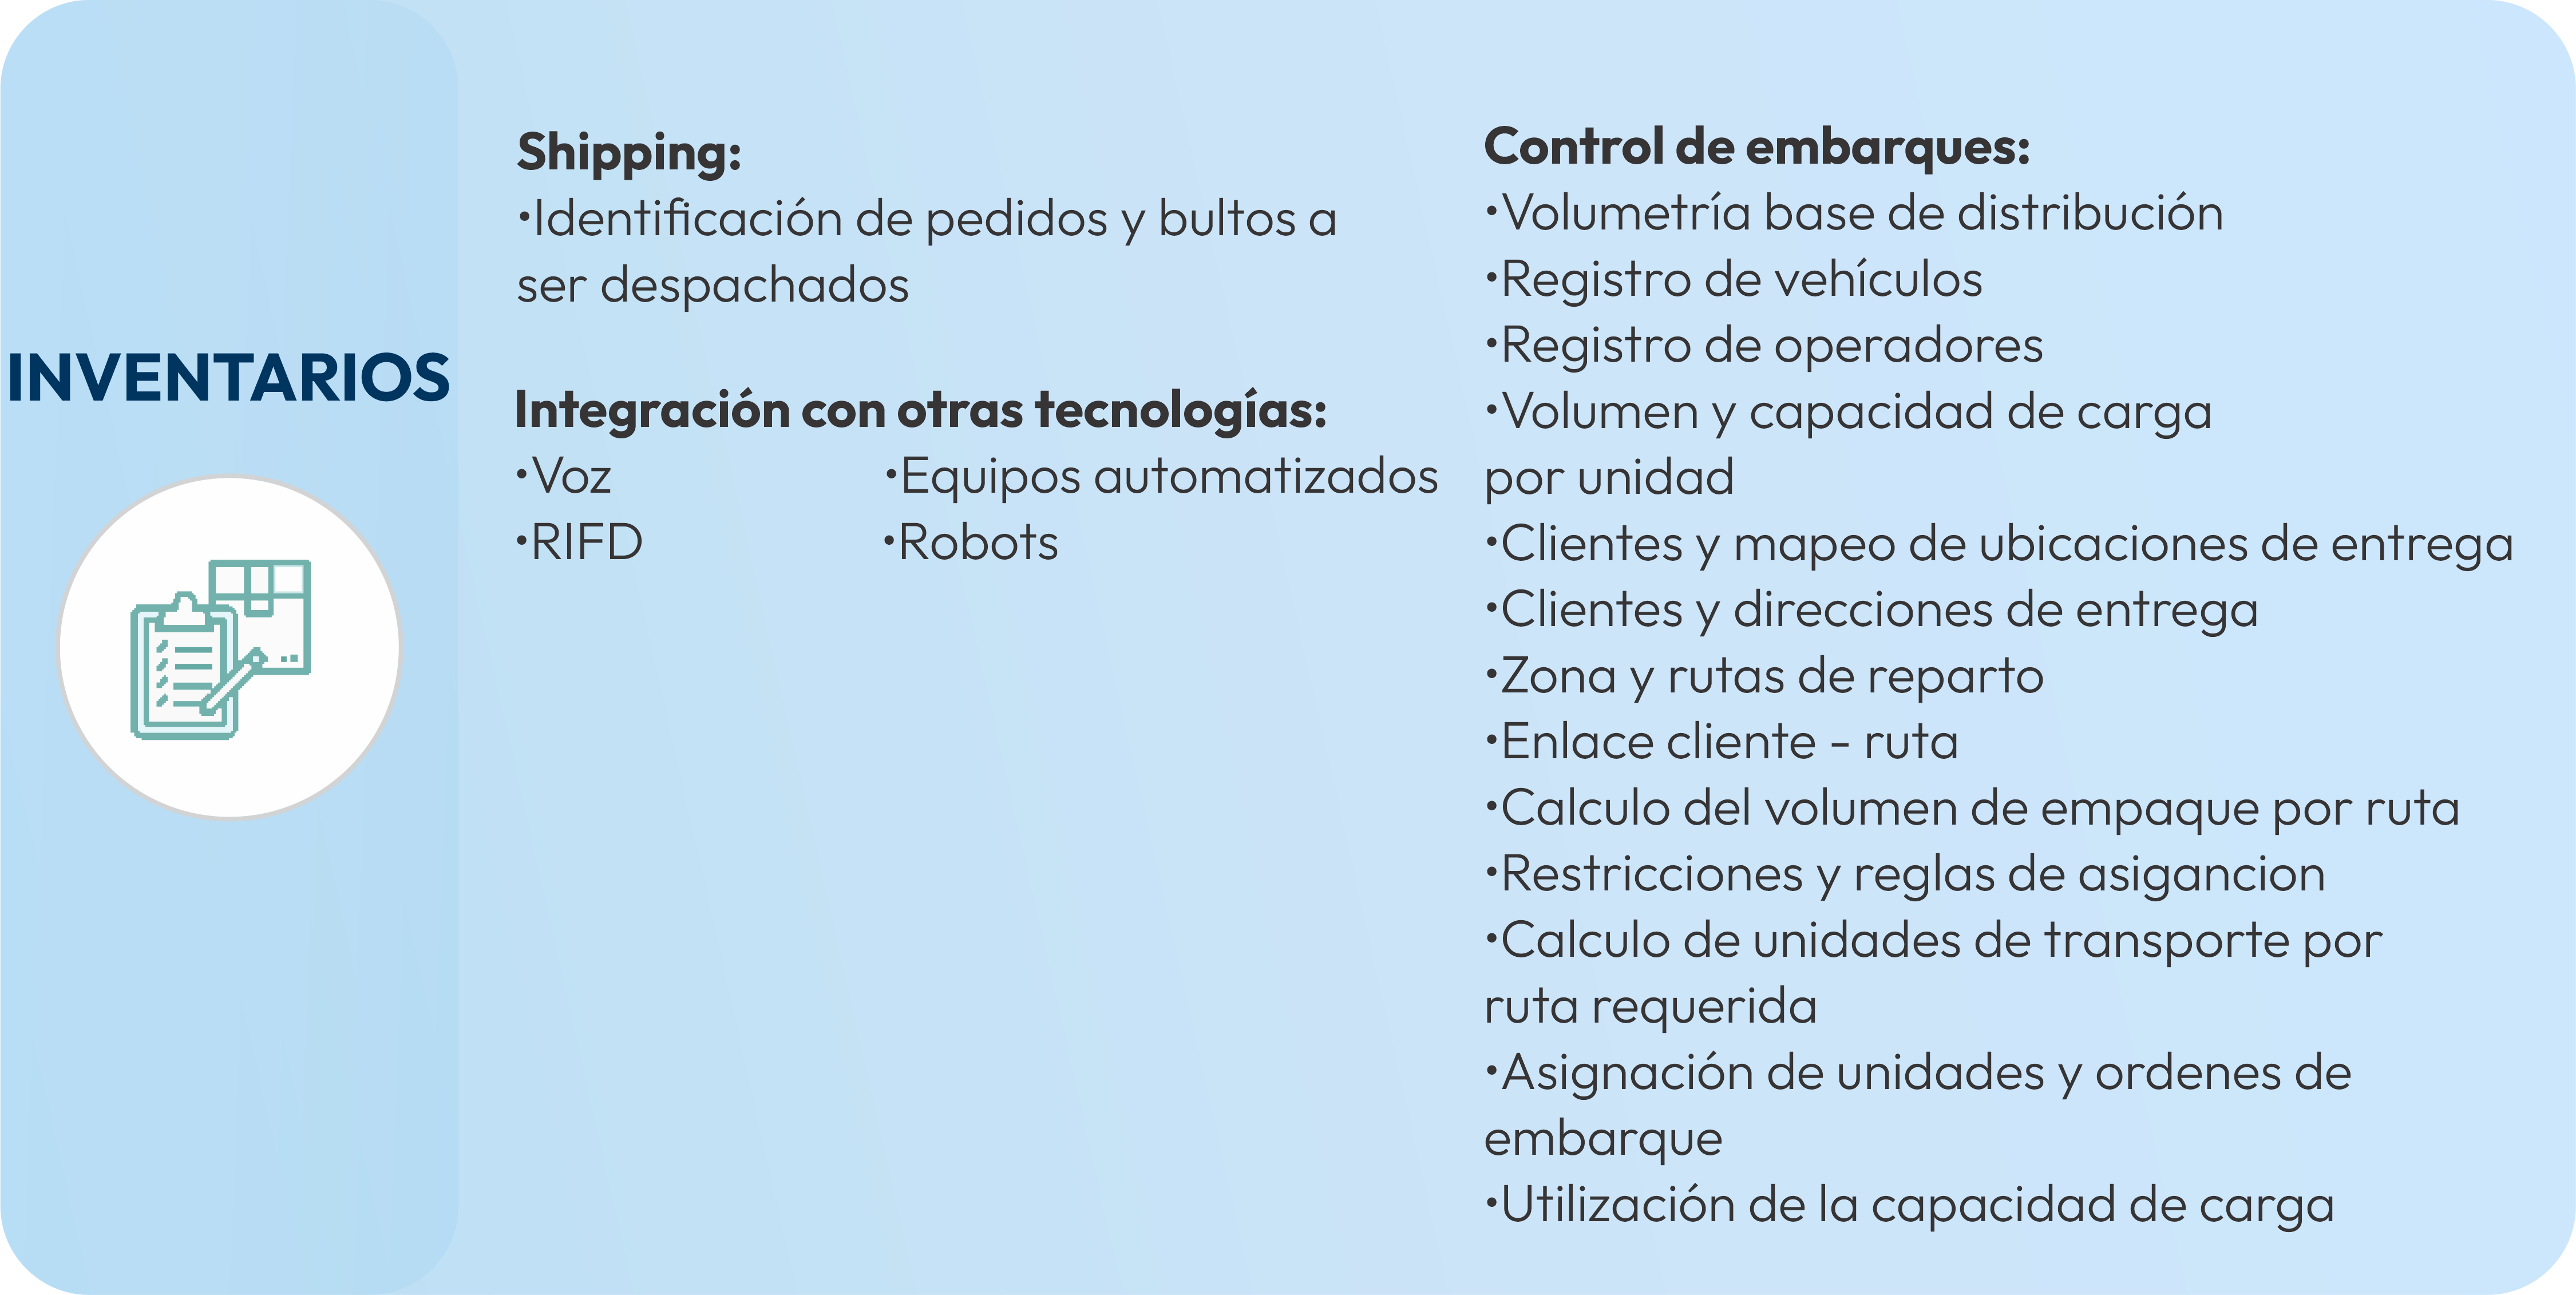 INVENTARIOS
Shipping:
•Identificación de pedidos y bultos a
ser despachados
Integración con otras tecnologías:
•Voz
•RIFD
•Equipos automatizados
•Robots
Control de embarques:
•Volumetría base de distribución
•Registro de vehículos
•Registro de operadores
•Volumen y capacidad de carga
por unidad
•Clientes y mapeo de ubicaciones de entrega
•Clientes y direcciones de entrega
•Zona y rutas de reparto
•Enlace cliente - ruta
•Calculo del volumen de empaque por ruta
•Restricciones y reglas de asigancion
•Calculo de unidades de transporte por
ruta requerida
•Asignación de unidades y ordenes de
embarque
•Utilización de la capacidad de carga